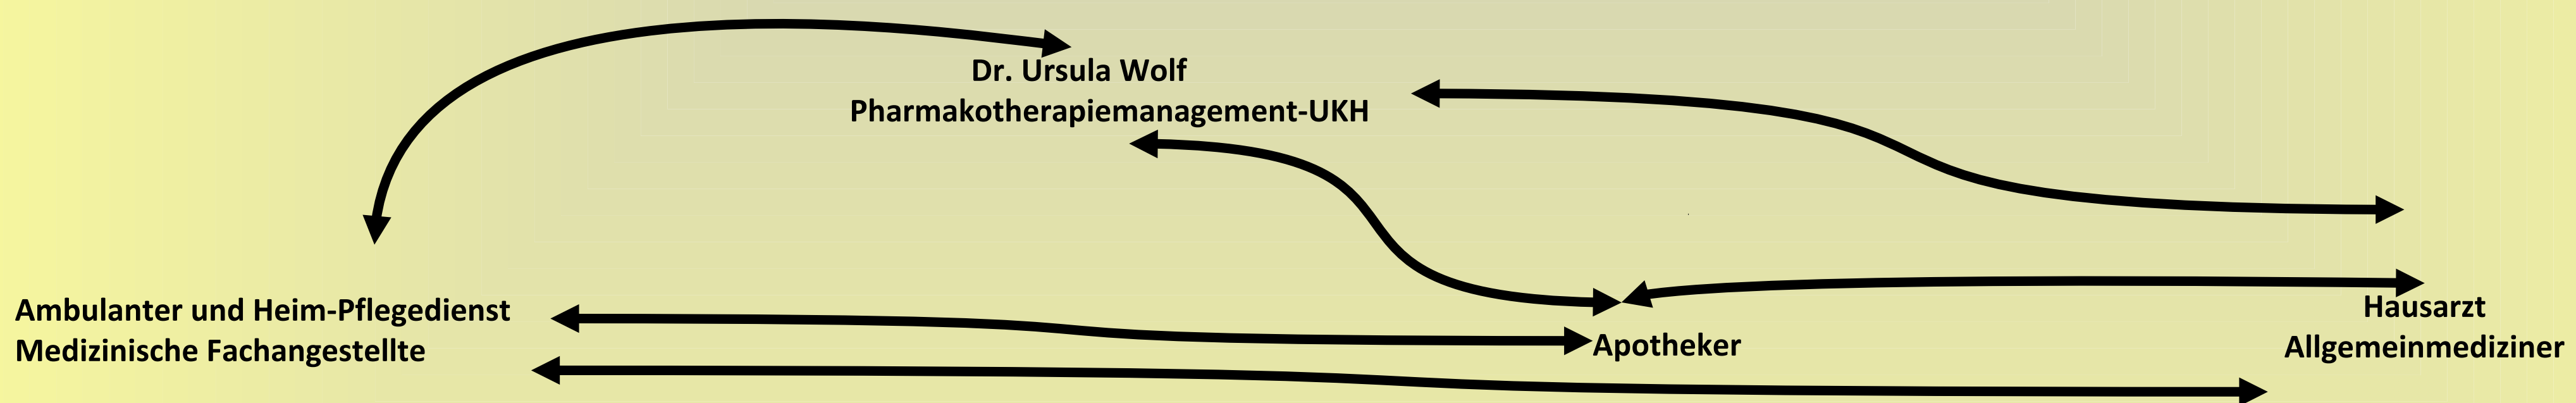 Dr. Ursula Wolf
Pharmakotherapiemanagement-UKH
Ambulanter und Heim-Pflegedienst
Medizinische Fachangestellte
Apotheker
Hausarzt
Allgemeinmediziner